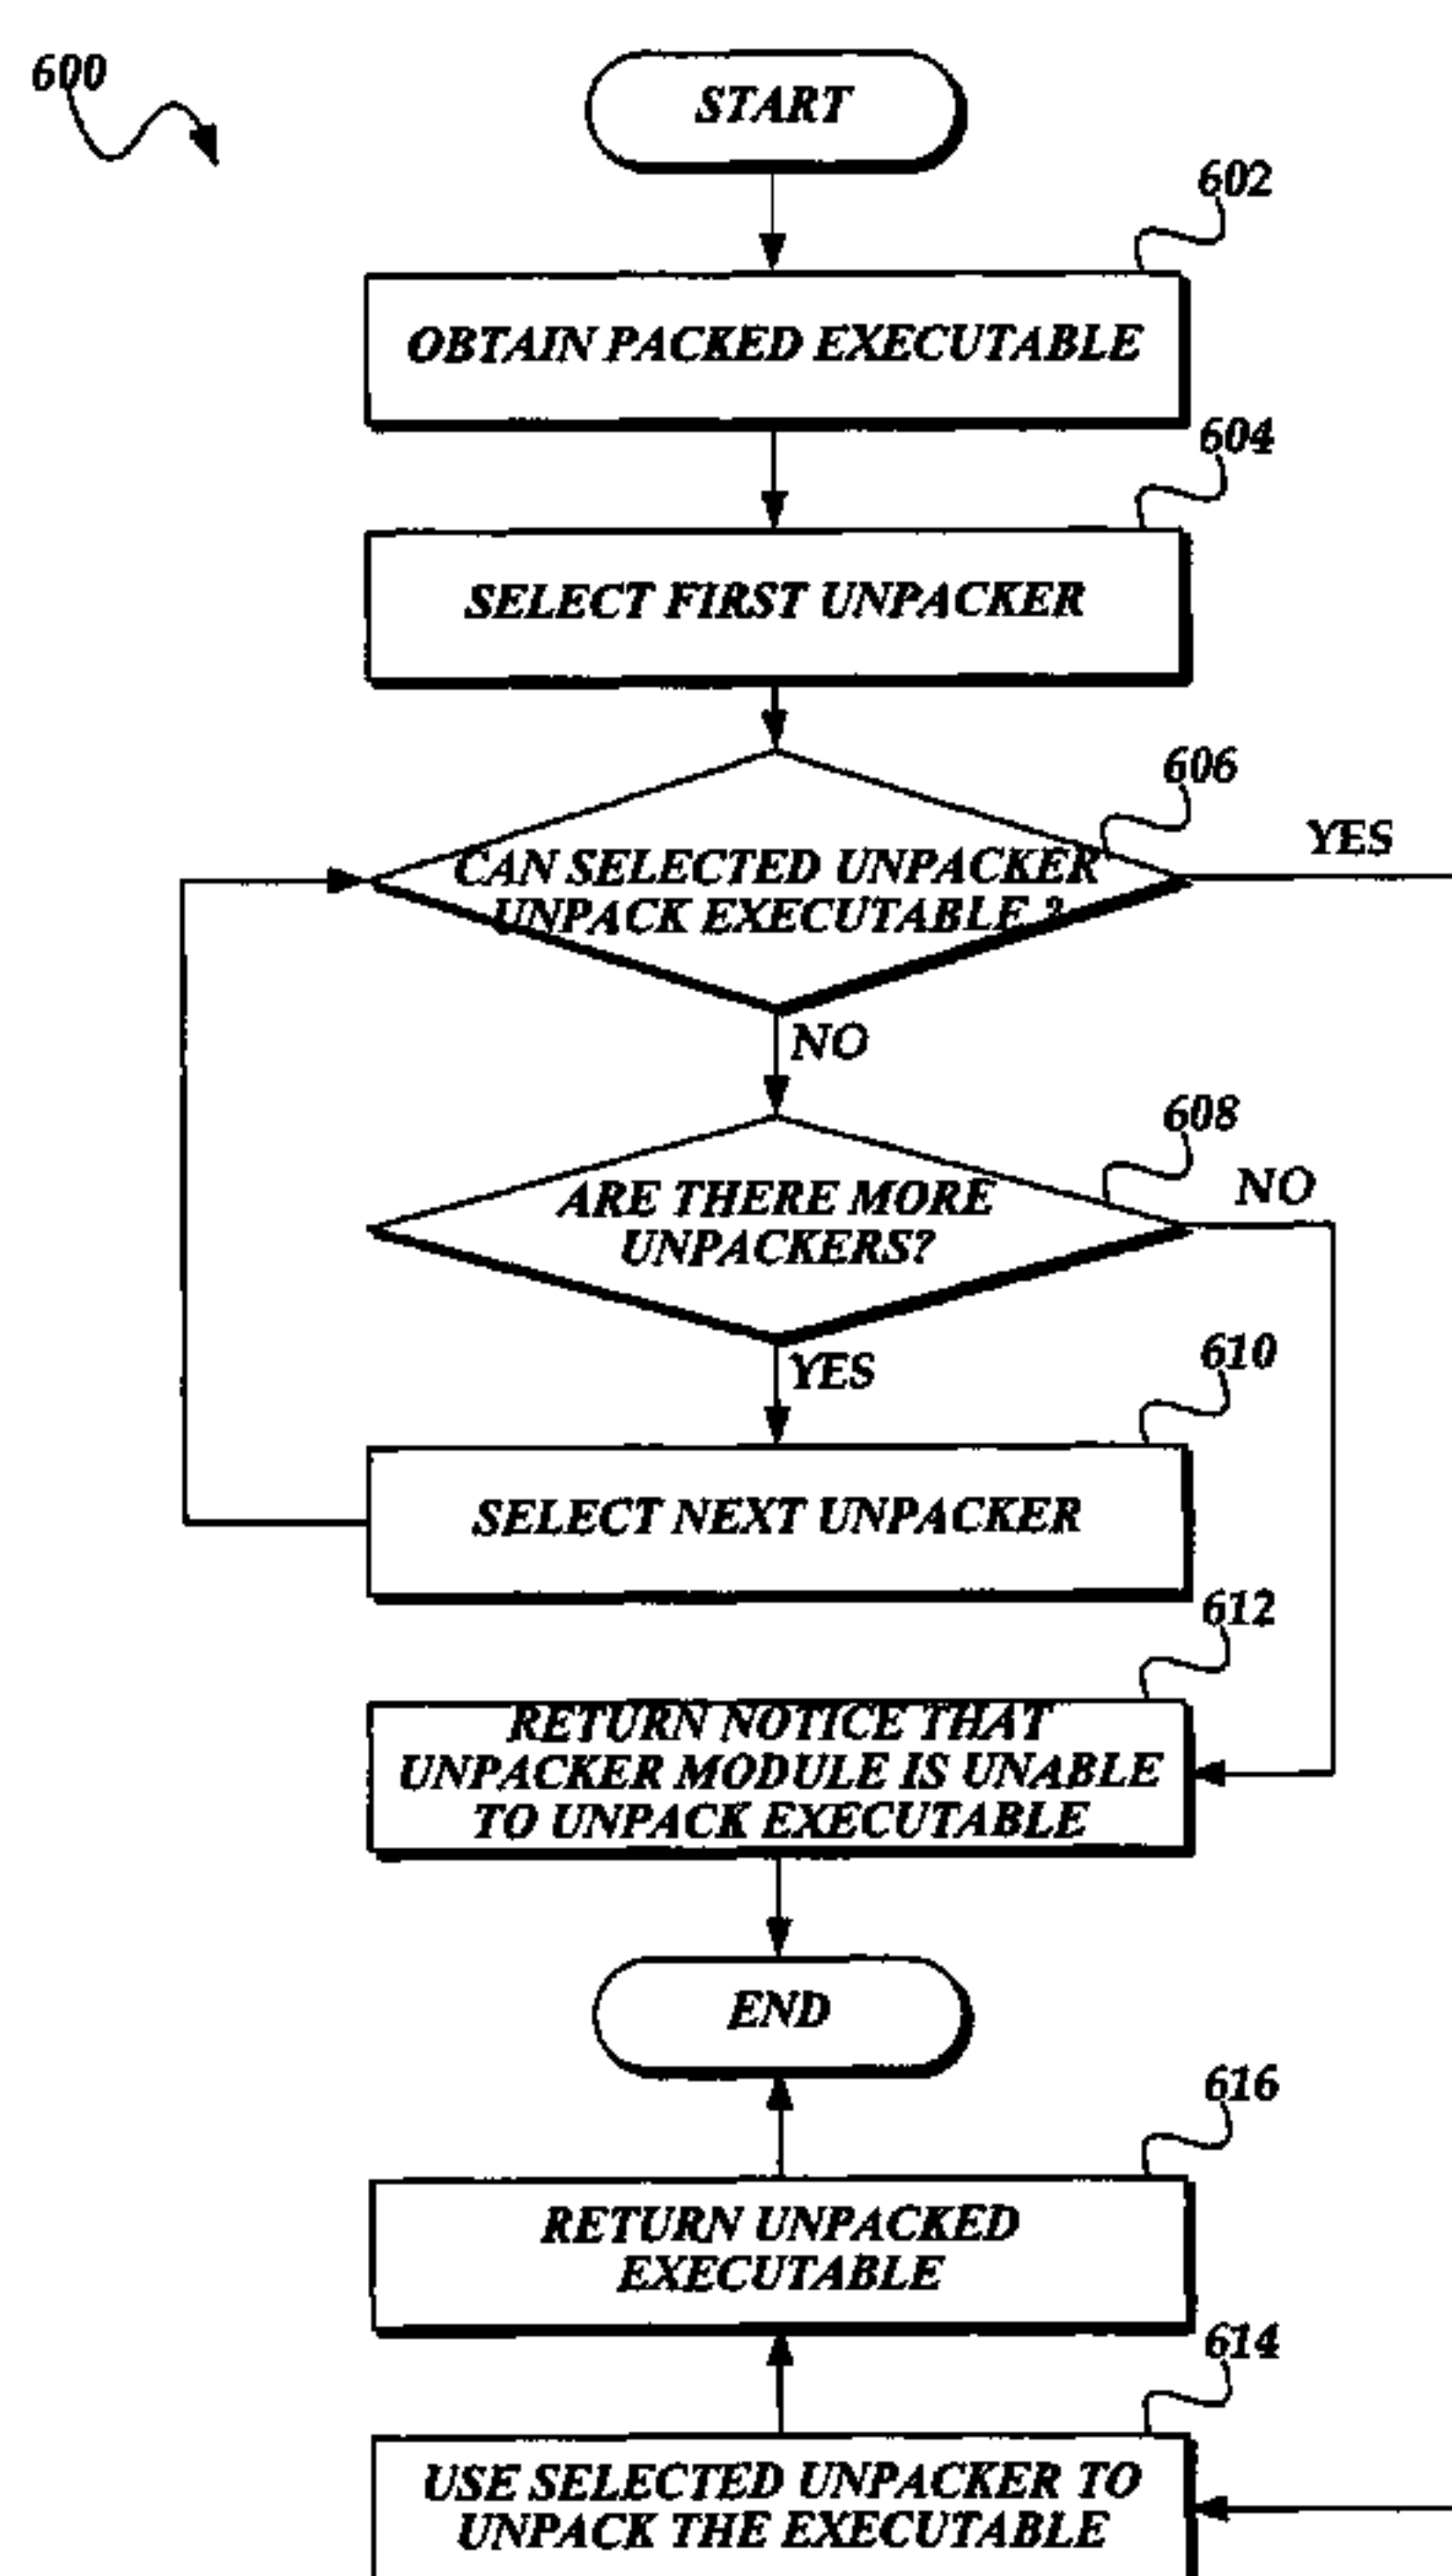 600
START
602
OBTAIN PACKED EXECUTABLE
604
SELECT FIRST UNPACKER
606
YES
CAN SELECTED UNPACKER
UNPACK EXECUTABLE ?
NO
608
NO
ARE THERE MORE
UNPACKERS?
YES
610
SELECT NEXT UNPACKER
612
RETURN NOTICE THAT
UNPACKER MODULE IS UNABLE
TO UNPACK EXECUTABLE
END
616
RETURN UNPACKED
EXECUTABLE
614
USE SELECTED UNPACKER TO
UNPACK THE EXECUTABLE